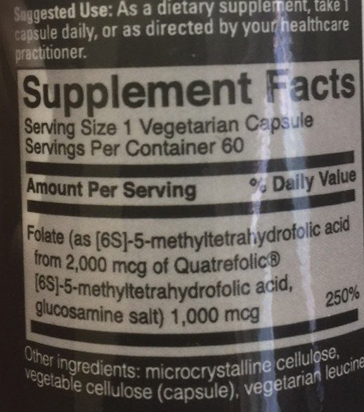 Suggested Use: As a dietary supplement, take 1
capsule daily, or as directed by your healthcare
practitioner.
Supplement Facts
Serving Size 1 Vegetarian Capsule
Servings Per Container 60
Amount Per Serving % Daily Value
Folate (as [6S]-5-methyltetrahydrofolic acid
from 2,000 mcg of Quatrefolic®
[6S]-5-methyltetrahydrofolic acid,
glucosamine salt) 1,000 mcg 250%
Other ingredients: microcrystalline cellulose,
vegetable cellulose (capsule), vegetarian leucine